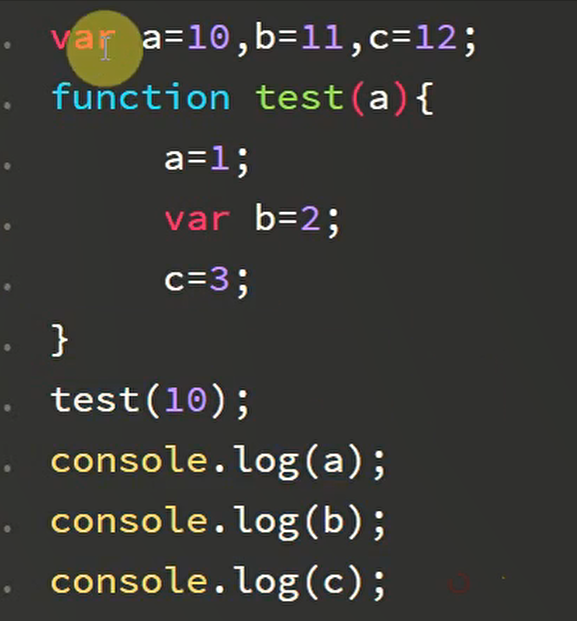 var a=10,b=11,c=12;
function test(a){
a=1;
var b=2;
c=3;
}
test(10);
console.log(a);
console.log(b);
console.log(c);